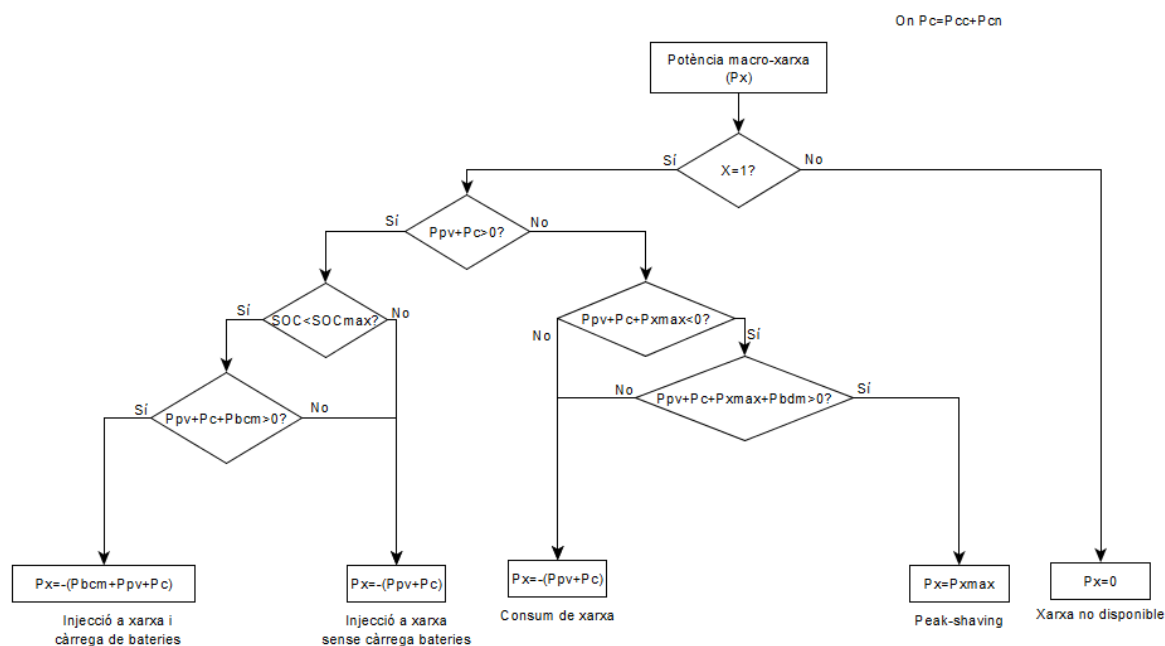 On Pc=Pcc+Pcn
Potència macro-xarxa
(Px)
X=1?
Sí
No
Ppv+Pc>0?
Sí
No
SOC<SOCmax?
Sí
No
Ppv+Pc+Pxmax<0?
No
Sí
Ppv+Pc+Pbcm>0?
Sí
No
Ppv+Pc+Pxmax+Pbdm>0?
No
Sí
Px=-(Pbcm+Ppv+Pc)
Px=-(Ppv+Pc)
Px=-(Ppv+Pc)
Px=Pxmax
Px=0
Injecció a xarxa i
càrrega de bateries
Injecció a xarxa
sense càrrega bateries
Consum de xarxa
Peak-shaving
Xarxa no disponible